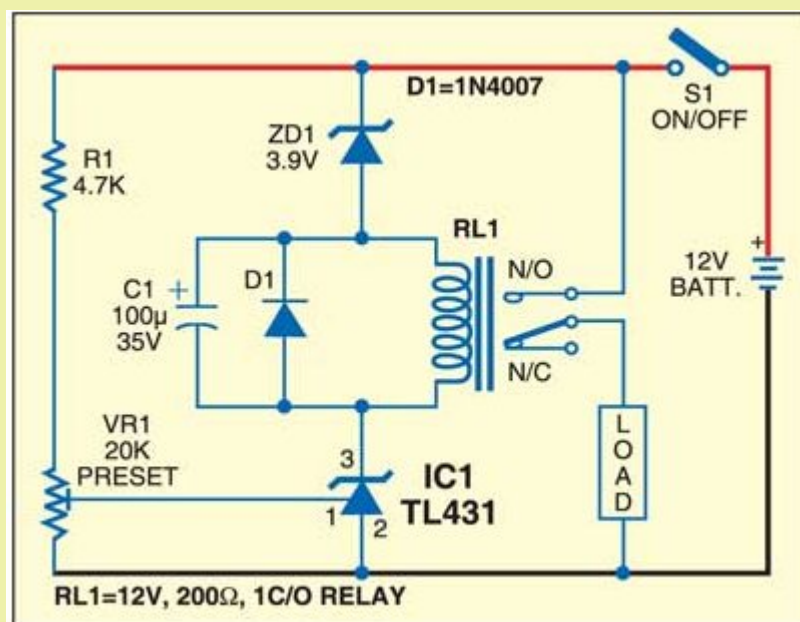 D1=1N4007
S1
ON/OFF
ZD1
3.9V
R1
4.7K
RL1
N/O
+
12V
BATT.
D1
C1
+
100µ
35V
N/C
VR1
20K
PRESET
3
IC1
TL431
1
2
LOAD
RL1=12V, 200Ω, 1C/O RELAY